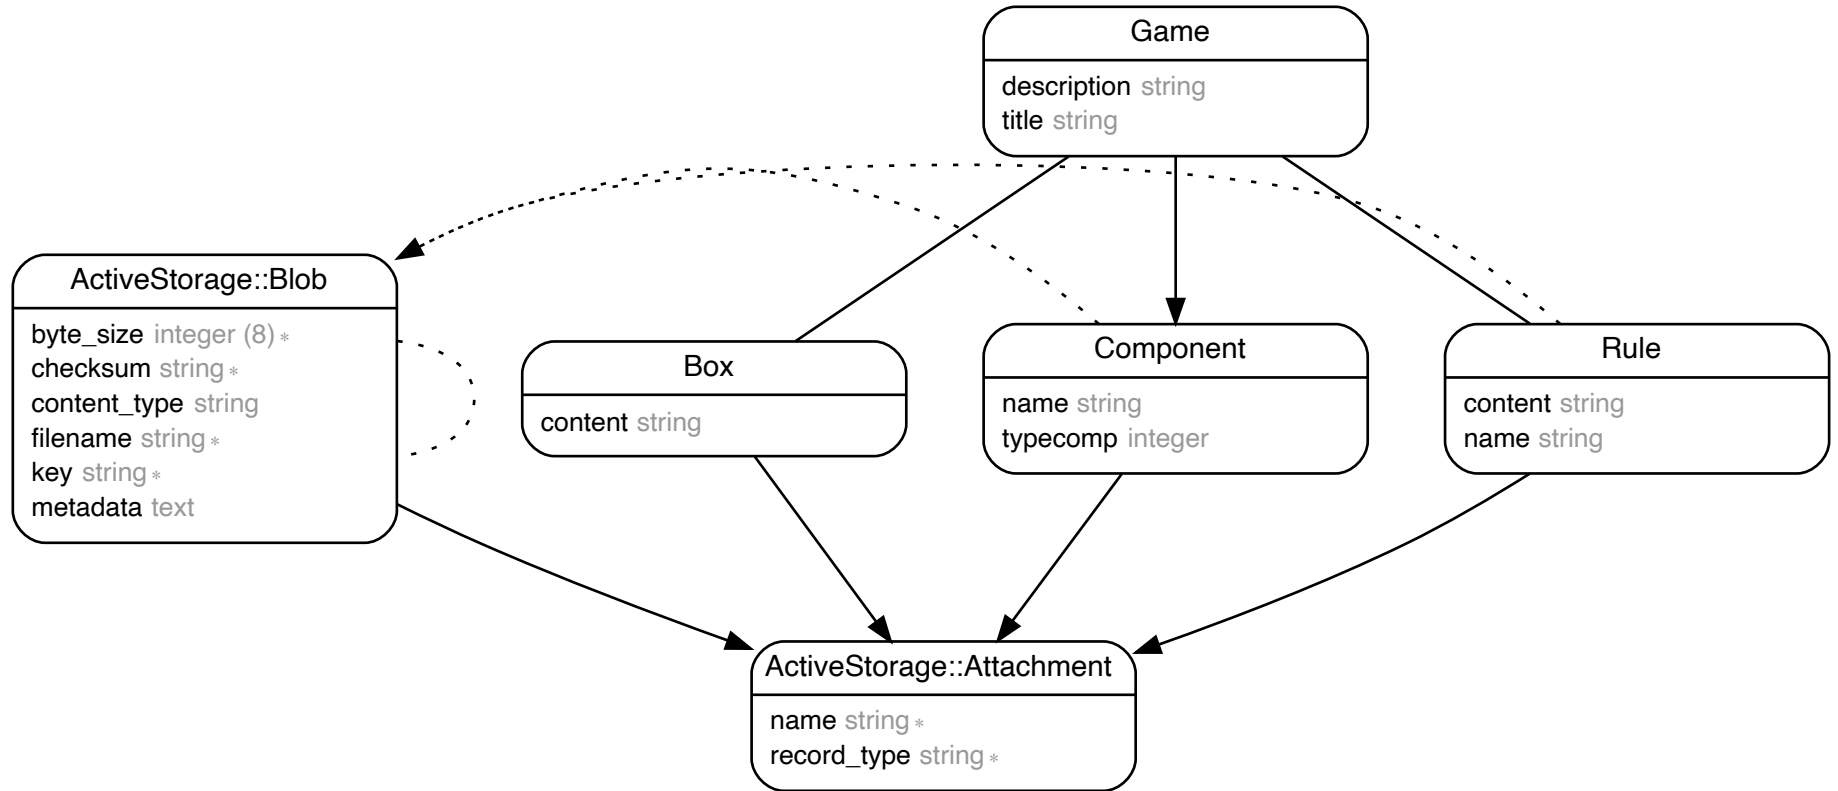 Game
description string
title string
ActiveStorage::Blob
byte_size integer (8) *
checksum string *
content_type string
filename string *
key string *
metadata text
Box
content string
Component
name string
typecomp integer
Rule
content string
name string
ActiveStorage::Attachment
name string *
record_type string *